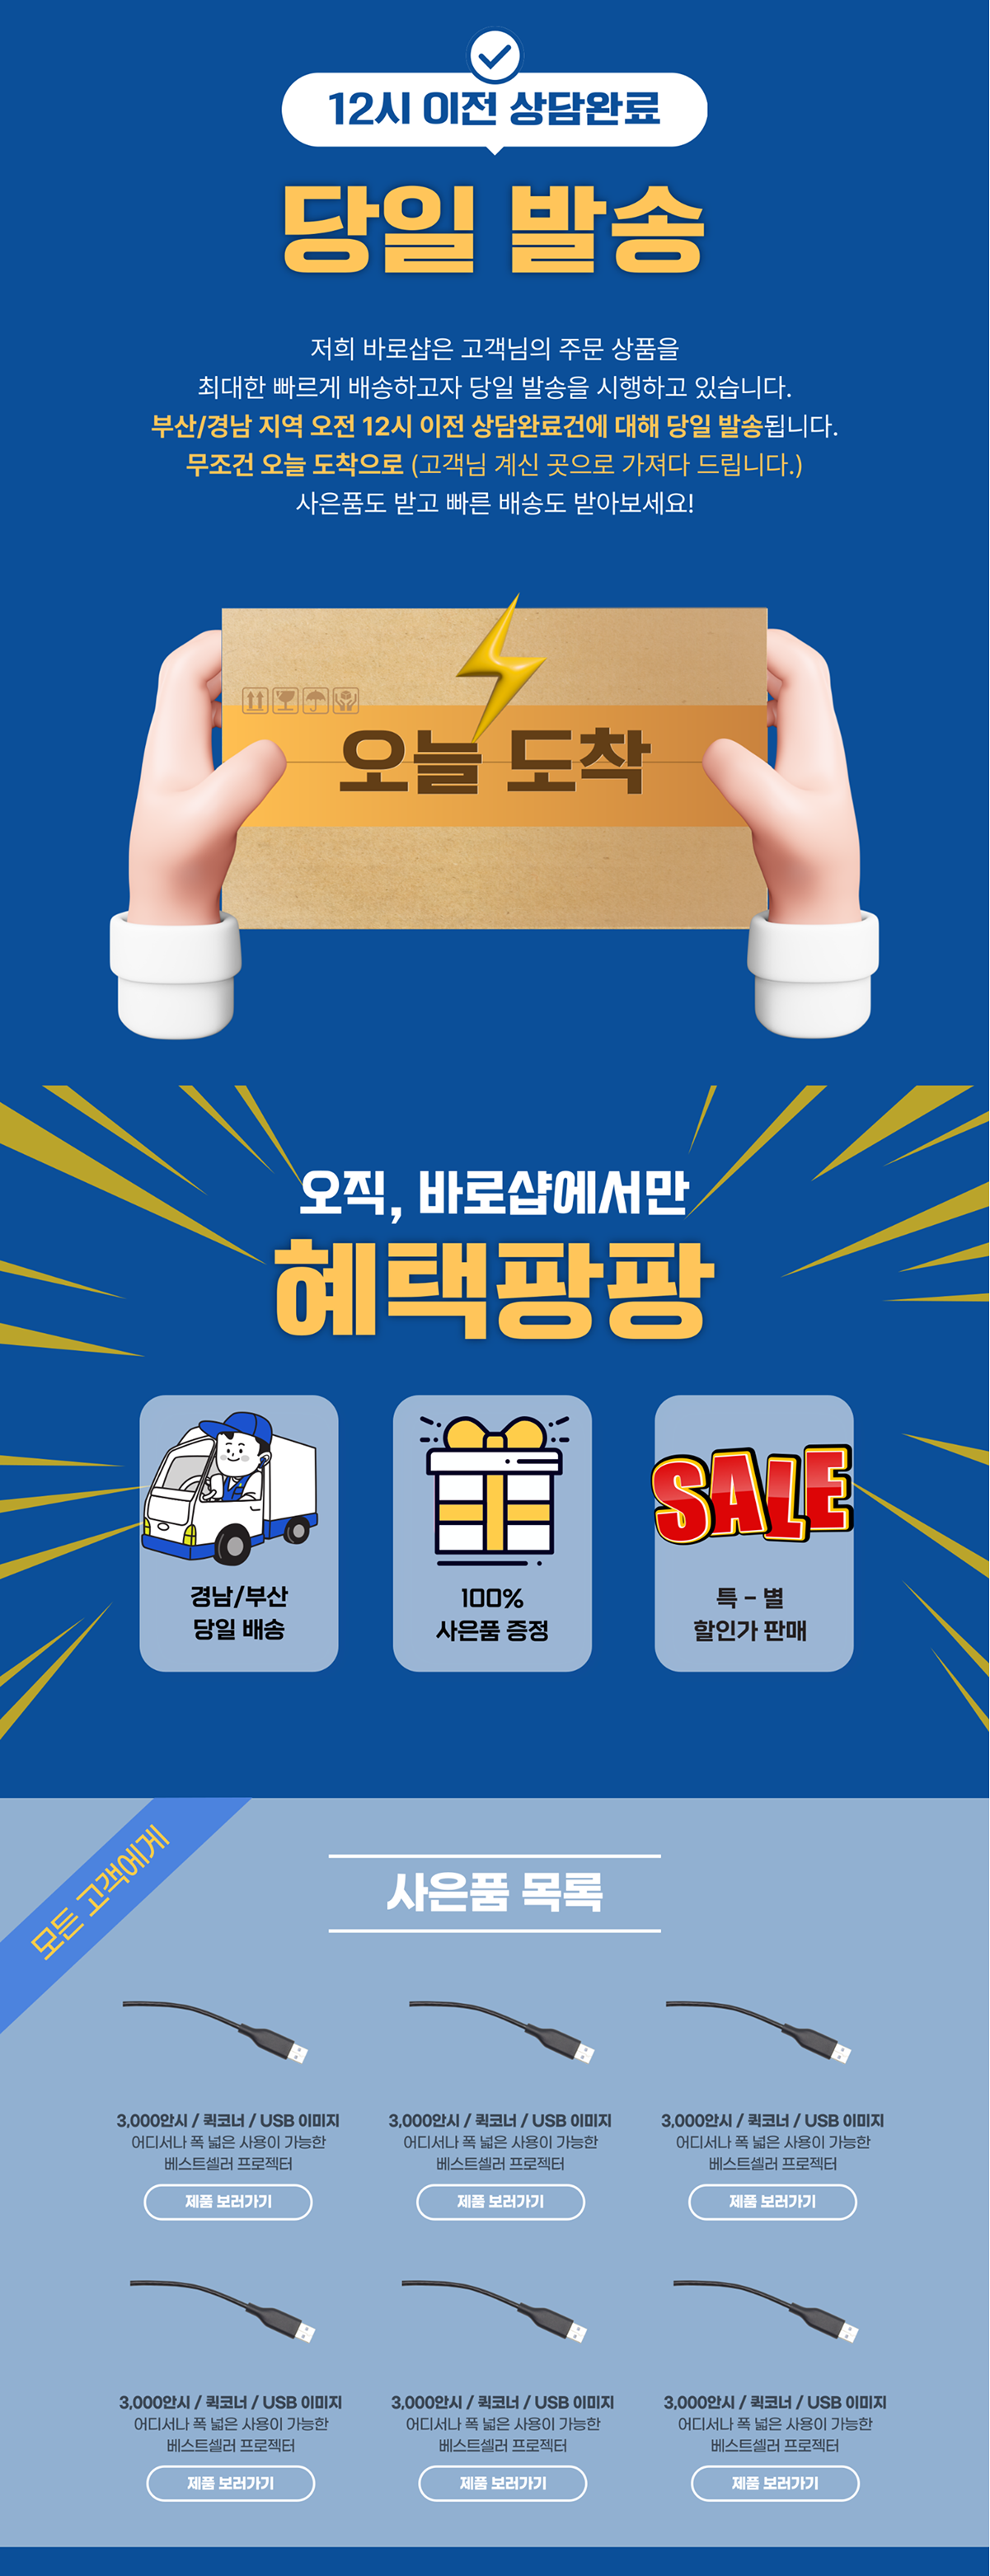 12시 이전 상담완료
당일 발송
저희 바로샵은 고객님의 주문 상품을
최대한 빠르게 배송하고자 당일 발송을 시행하고 있습니다.
부산/경남 지역 오전 12시 이전 상담완료건에 대해 당일 발송됩니다.
무조건 오늘 도착으로 (고객님 계신 곳으로 가져다 드립니다.)
사은품도 받고 빠른 배송도 받아보세요!
오늘 도착
오직, 바로샵에서만
혜택팡팡
SALE
경남/부산
당일 배송
100%
사은품 증정
특 - 별
할인가 판매
모든 고객에게
사은품 목록
3,000안시 / 퀵코너 / USB 이미지
어디서나 폭 넓은 사용이 가능한
베스트셀러 프로젝터
제품 보러가기
3,000안시 / 퀵코너 / USB 이미지
어디서나 폭 넓은 사용이 가능한
베스트셀러 프로젝터
제품 보러가기
3,000안시 / 퀵코너 / USB 이미지
어디서나 폭 넓은 사용이 가능한
베스트셀러 프로젝터
제품 보러가기
3,000안시 / 퀵코너 / USB 이미지
어디서나 폭 넓은 사용이 가능한
베스트셀러 프로젝터
제품 보러가기
3,000안시 / 퀵코너 / USB 이미지
어디서나 폭 넓은 사용이 가능한
베스트셀러 프로젝터
제품 보러가기
3,000안시 / 퀵코너 / USB 이미지
어디서나 폭 넓은 사용이 가능한
베스트셀러 프로젝터
제품 보러가기